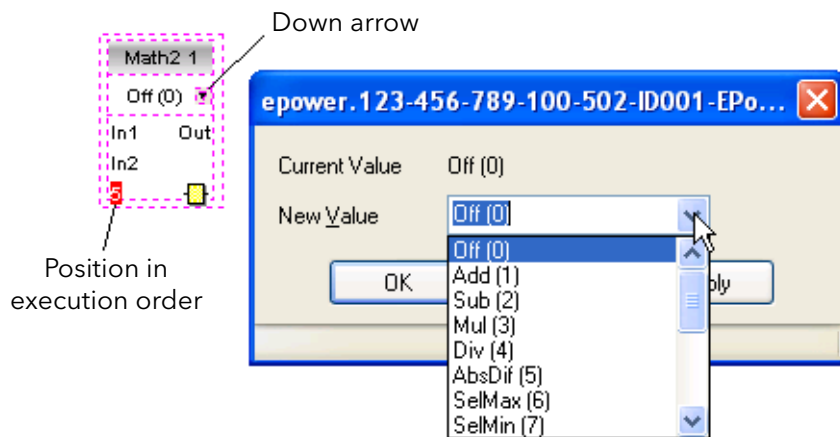 Down arrow
Math2 1
Off (0)
In1 Out
In2
5
Position in
execution order
epower.123-456-789-100-502-ID001-EPo...
Current Value Off (0)
New Value Off (0)
Off (0)
Add (1)
Sub (2)
Mul (3)
Div (4)
AbsDif (5)
SelMax (6)
SelMin (7)
OK